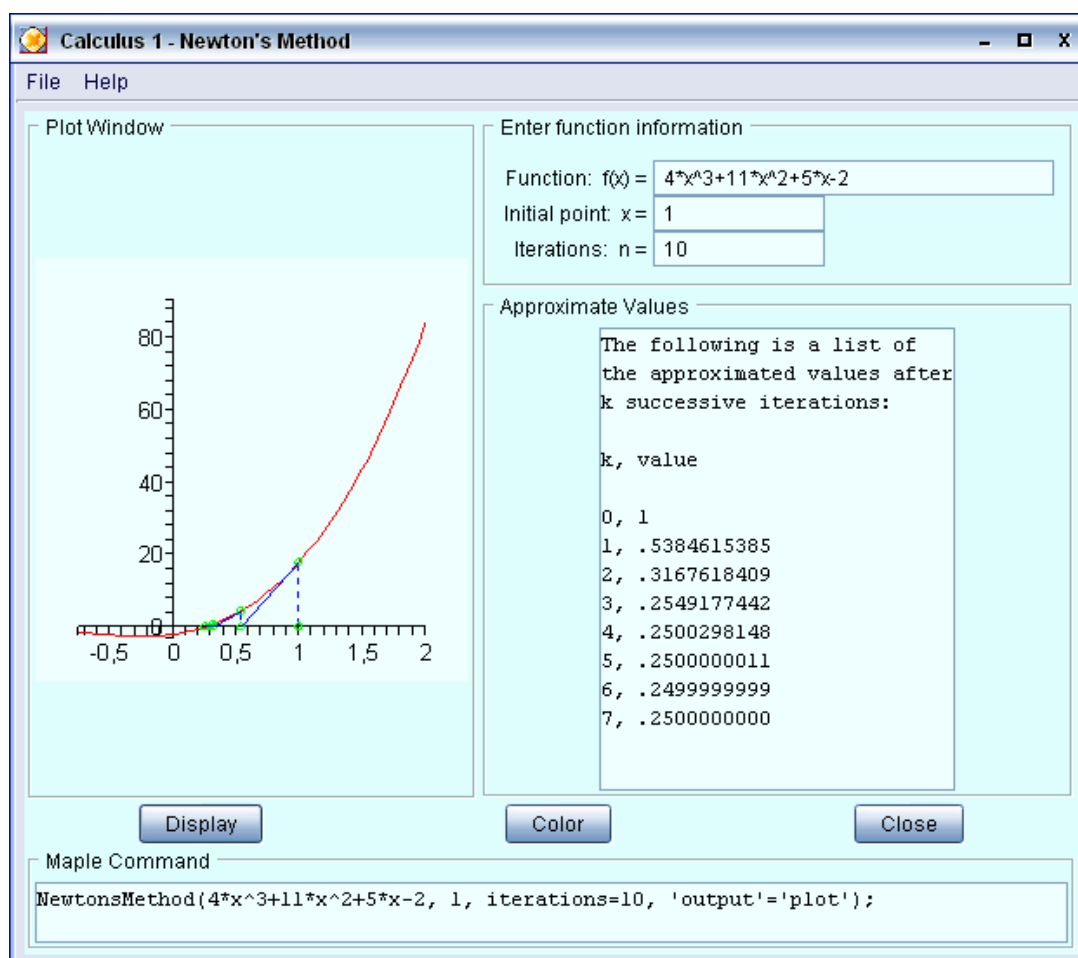 Calculus 1 - Newton's Method
File Help
Plot Window
80
60
40
20
0
-0,5 0 0,5 1 1,5 2
Enter function information
Function: f(x) = 4*x^3+11*x^2+5*x-2
Initial point: x = 1
Iterations: n = 10
Approximate Values
The following is a list of
the approximated values after
k successive iterations:
k, value
0, 1
1, .5384615385
2, .3167618409
3, .2549177442
4, .2500298148
5, .2500000011
6, .2499999999
7, .2500000000
Display Color Close
Maple Command
NewtonsMethod(4*x^3+11*x^2+5*x-2, 1, iterations=10, 'output'='plot');